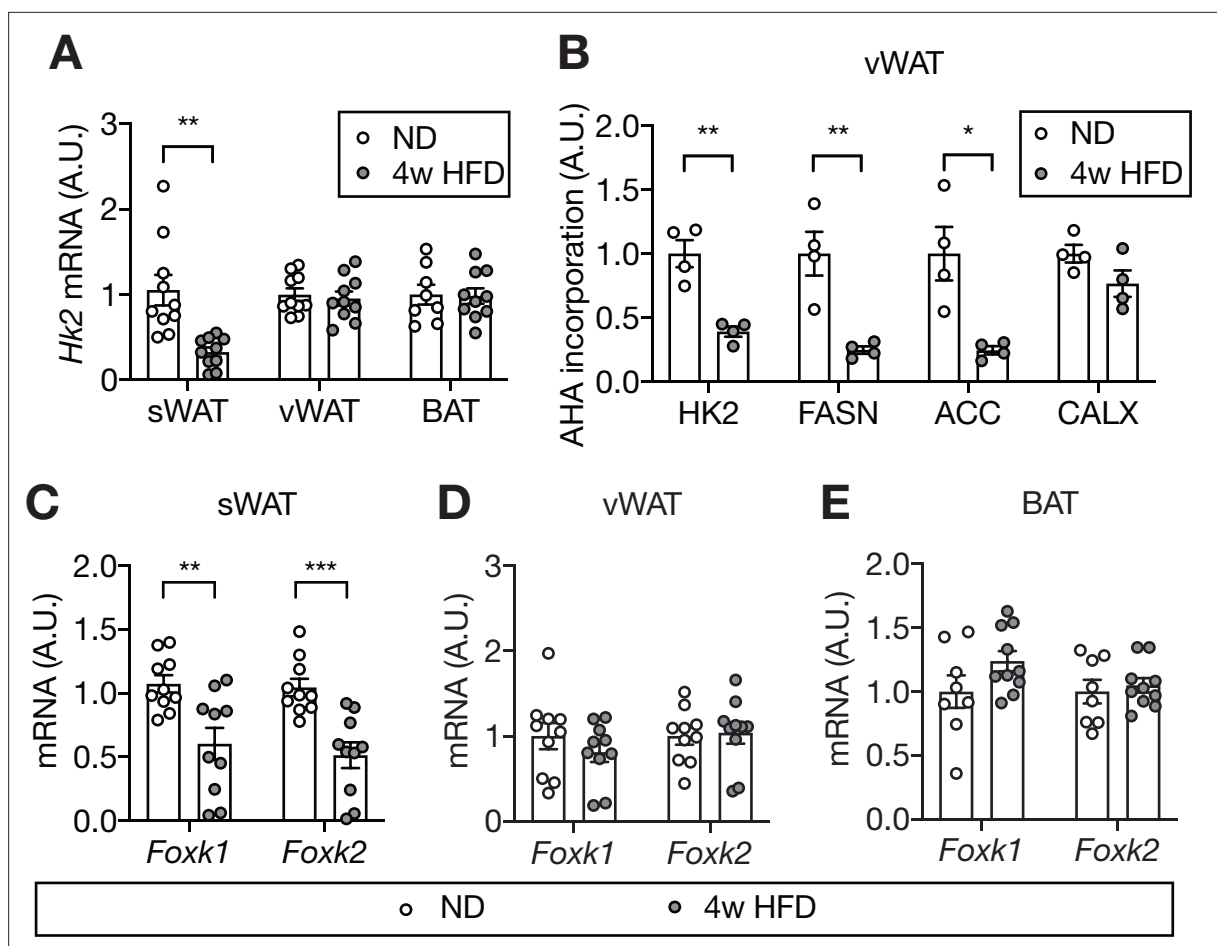 A
Hk2 mRNA (A.U.)
3
2
1
0
**
ND
4w HFD
sWAT vWAT BAT
B
vWAT
AHA incorporation (A.U.)
2.0
1.5
1.0
0.5
0.0
** ** *
ND
4w HFD
HK2 FASN ACC CALX
C
sWAT
mRNA (A.U.)
2.0
1.5
1.0
0.5
0.0
** ***
Foxk1 Foxk2
D
vWAT
mRNA (A.U.)
3
2
1
0
Foxk1 Foxk2
E
BAT
mRNA (A.U.)
2.0
1.5
1.0
0.5
0.0
Foxk1 Foxk2
ND 4w HFD